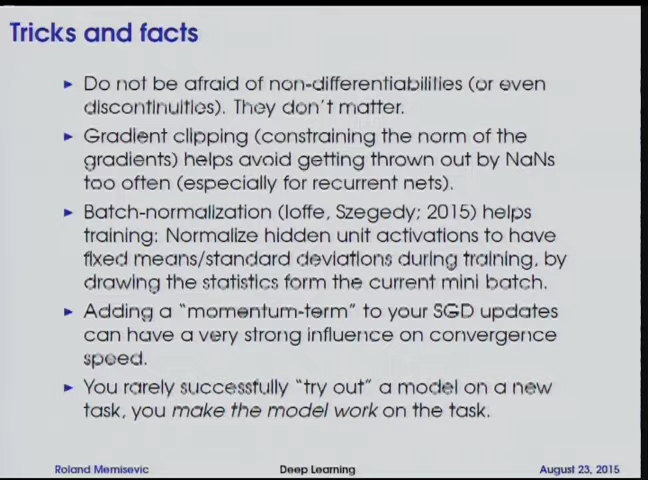 Tricks and facts
▶ Do not be afraid of non-differentiabilities (or even
discontinuities). They don't matter.
▶ Gradient clipping (constraining the norm of the
gradients) helps avoid getting thrown out by NaNs
too often (especially for recurrent nets).
▶ Batch-normalization (Ioffe, Szegedy; 2015) helps
training: Normalize hidden unit activations to have
fixed means/standard deviations during training, by
drawing the statistics form the current mini batch.
▶ Adding a "momentum-term" to your SGD updates
can have a very strong influence on convergence
speed.
▶ You rarely successfully "try out" a model on a new
task, you make the model work on the task.
Roland Memisevic Deep Learning August 23, 2015